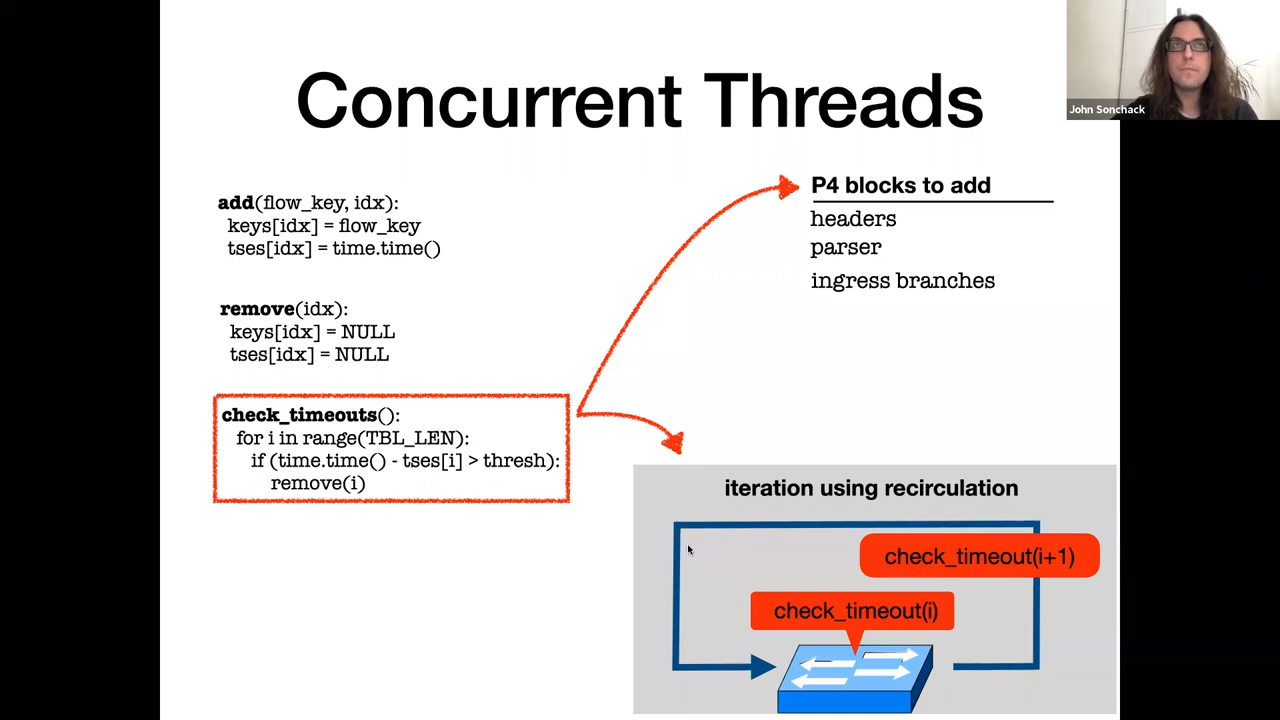 Concurrent Threads
John Sonchack
add(flow_key, idx):
keys[idx] = flow_key
tses[idx] = time.time()
remove(idx):
keys[idx] = NULL
tses[idx] = NULL
check_timeouts():
for i in range(TBL_LEN):
if (time.time() - tses[i] > thresh):
remove(i)
P4 blocks to add
headers
parser
ingress branches
iteration using recirculation
check_timeout(i+1)
check_timeout(i)